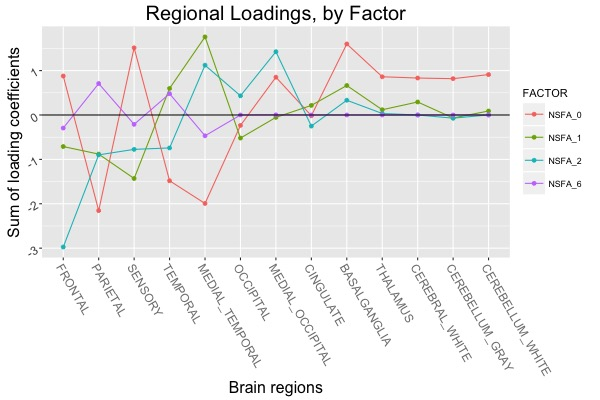 Regional Loadings, by Factor
Sum of loading coefficients
1
0
-1
-2
-3
FRONTAL
PARIETAL
SENSORY
TEMPORAL
MEDIAL_TEMPORAL
OCCIPITAL
MEDIAL_OCCIPITAL
CINGULATE
BASALGANGLIA
THALAMUS
CEREBRAL_WHITE
CEREBELLUM_GRAY
CEREBELLUM_WHITE
Brain regions
FACTOR
NSFA_0
NSFA_1
NSFA_2
NSFA_6